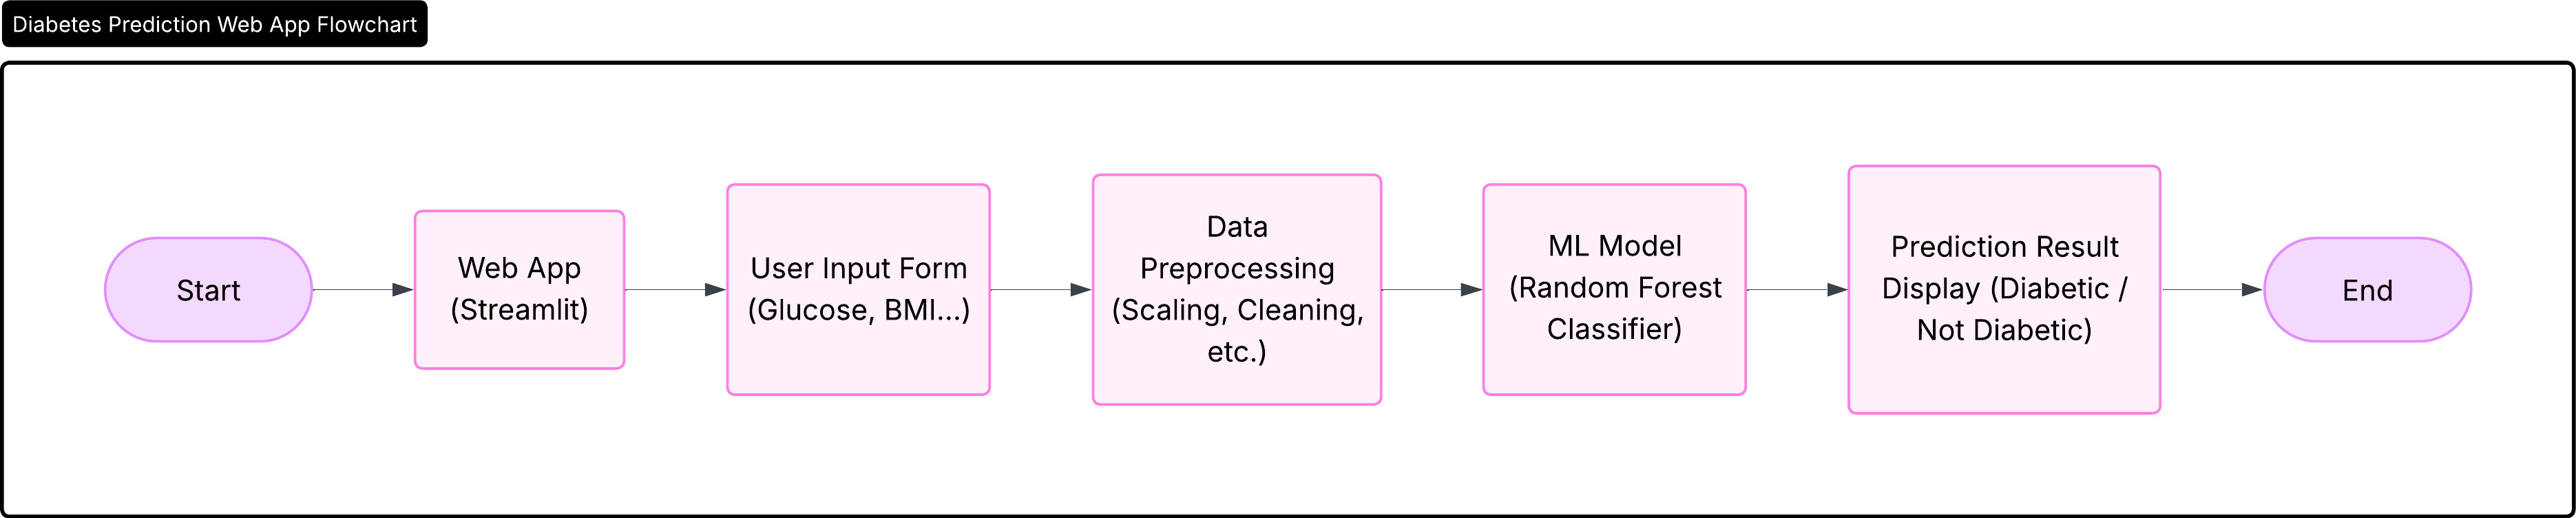 Diabetes Prediction Web App Flowchart
Start
Web App
(Streamlit)
User Input Form
(Glucose, BMI...)
Data
Preprocessing
(Scaling, Cleaning,
etc.)
ML Model
(Random Forest
Classifier)
Prediction Result
Display (Diabetic /
Not Diabetic)
End